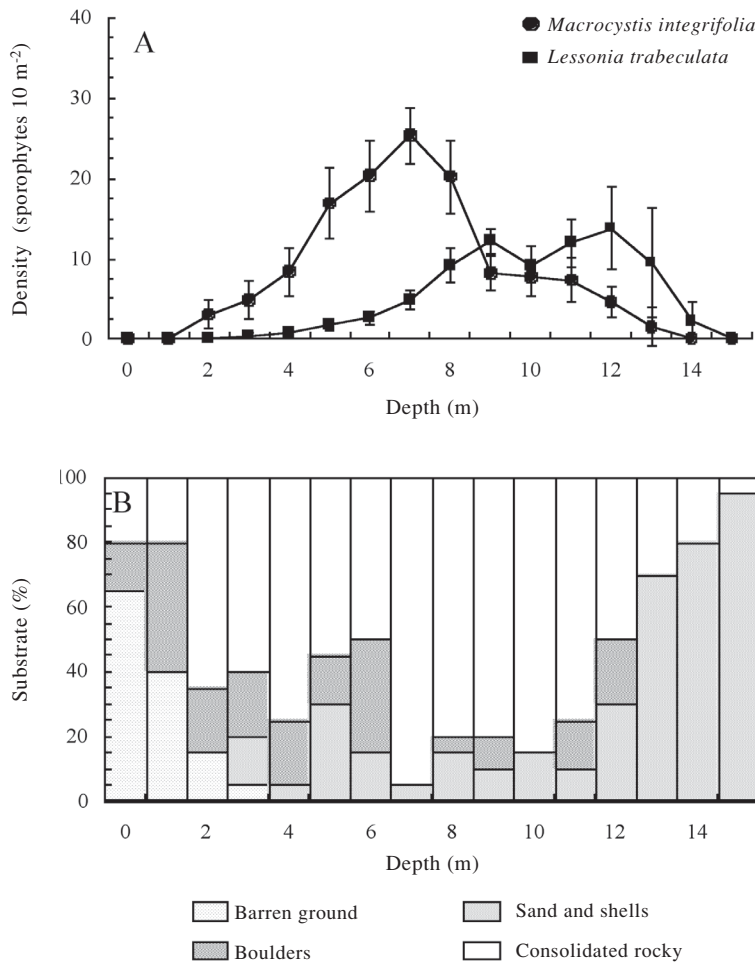 40
30
20
10
0
Density (sporophytes 10 m-2)
A
Macrocystis integrifolia
Lessonia trabeculata
0 2 4 6 8 10 12 14
Depth (m)
100
80
60
40
20
0
Substrate (%)
B
0 2 4 6 8 10 12 14
Depth (m)
Barren ground
Sand and shells
Boulders
Consolidated rocky